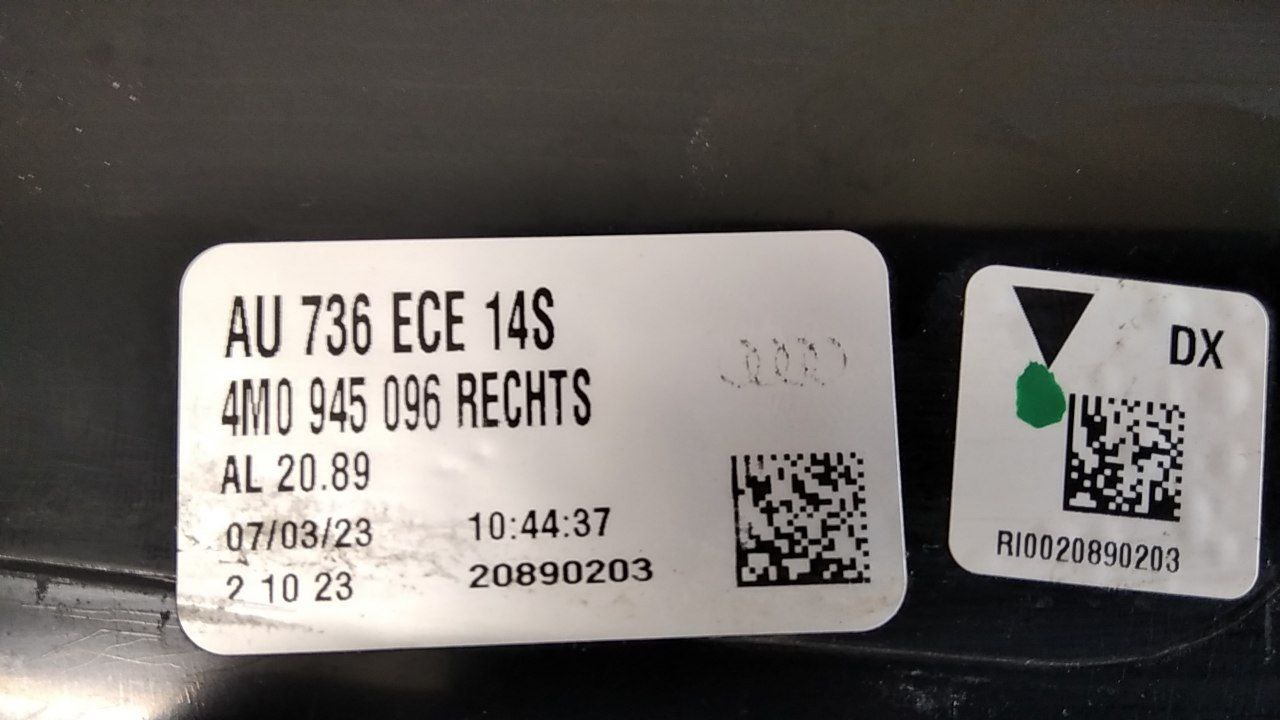 AU 736 ECE 14S
4M0 945 096 RECHTS
AL 20.89
07/03/23 10:44:37
2 10 23 20890203
DX
RI0020890203